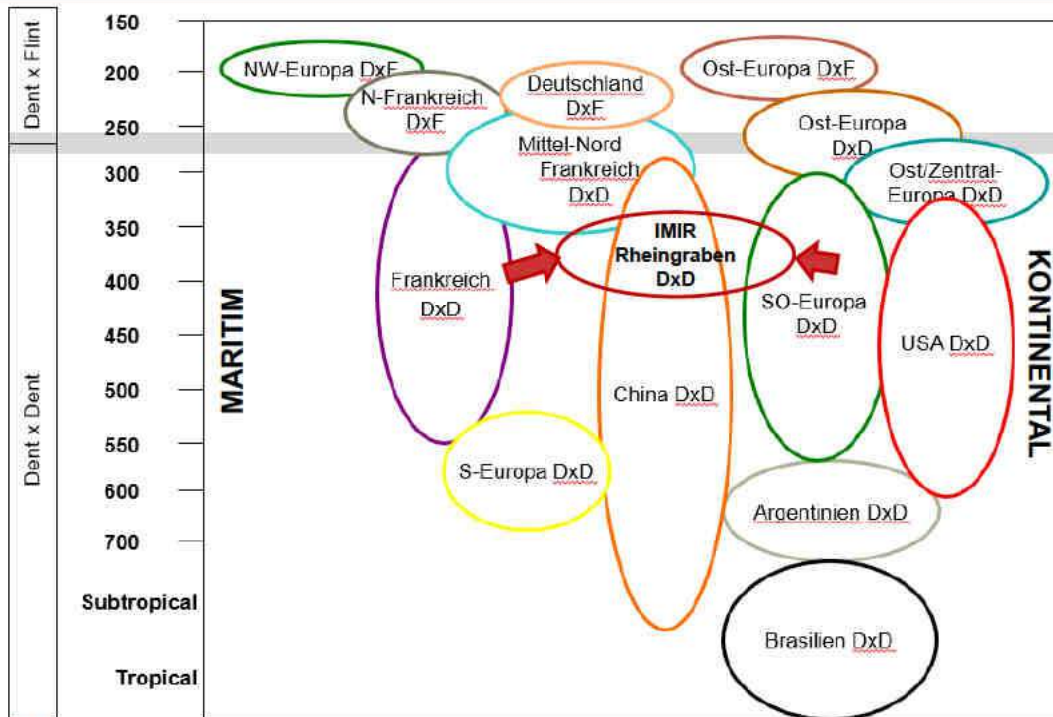 Dent x Flint
Dent x Dent
150
200
250
300
350
400
450
500
550
600
700
Subtropical
Tropical
MARITIM
KONTINENTAL
NW-Europa DxF
N-Frankreich
DxF
Deutschland
DxF
Ost-Europa DxF
Mittel-Nord
Frankreich
DxD
Ost-Europa
DxD
Ost/Zentral-
Europa DxD
IMIR
Rheingraben
DxD
Frankreich
DxD
SO-Europa
DxD
USA DxD
China DxD
S-Europa DxD
Argentinien DxD
Brasilien DxD